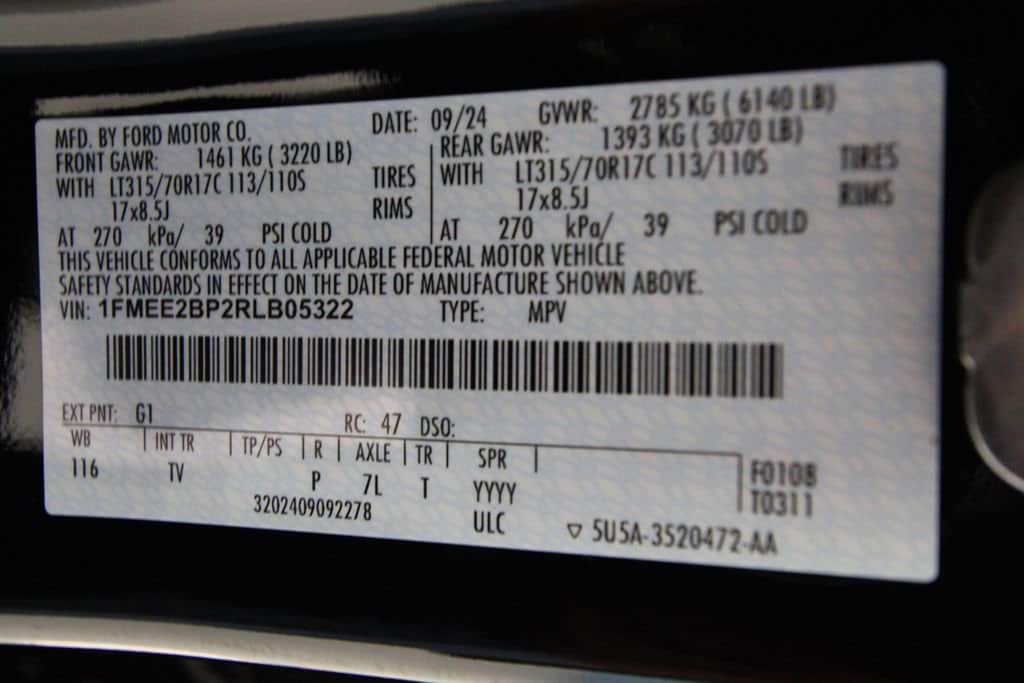 MFD. BY FORD MOTOR CO. DATE: 09/24 GVWR: 2785 KG ( 6140 LB)
FRONT GAWR: 1461 KG ( 3220 LB) REAR GAWR: 1393 KG ( 3070 LB)
WITH LT315/70R17C 113/110S TIRES WITH LT315/70R17C 113/110S TIRES
17x8.5J RIMS 17x8.5J RIMS
AT 270 kPa/ 39 PSI COLD AT 270 kPa/ 39 PSI COLD
THIS VEHICLE CONFORMS TO ALL APPLICABLE FEDERAL MOTOR VEHICLE
SAFETY STANDARDS IN EFFECT ON THE DATE OF MANUFACTURE SHOWN ABOVE.
VIN: 1FMEE2BP2RLB05322 TYPE: MPV
EXT PNT: G1 RC: 47 DSO:
WB INT TR TP/PS R AXLE TR SPR F0108
116 TV P 7L T YYYY T0311
3202409092278 ULC ▽ 5U5A-3520472-AA